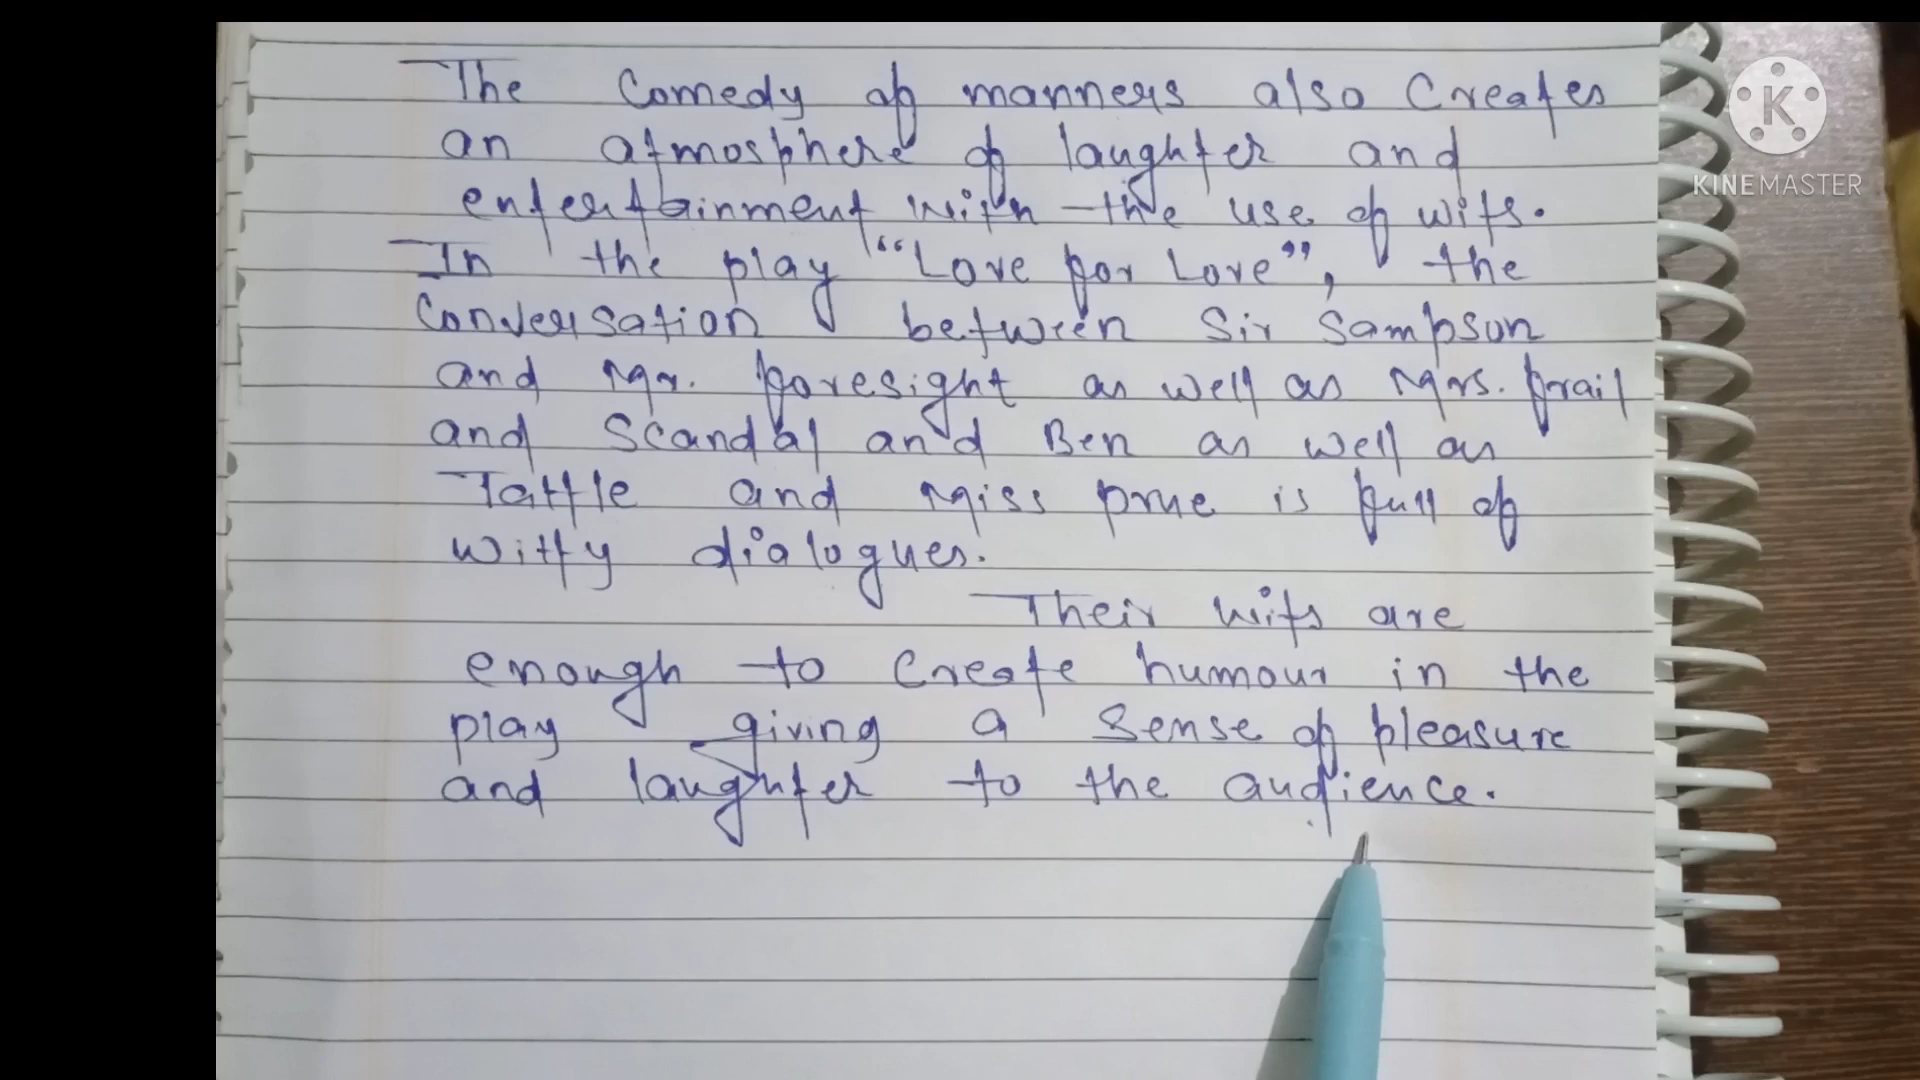 The Comedy of manners also Creates
an atmosphere of laughter and
entertainment with the use of wits.
In the play "Love for Love", the
Conversation between Sir Sampson
and Mr. Foresight as well as Mrs. frail
and Scandal and Ben as well as
Tattle and Miss prue is full of
witty dialogues.
Their wits are
enough to Create humour in the
play giving a Sense of pleasure
and laughter to the audience.
K
KINEMASTER